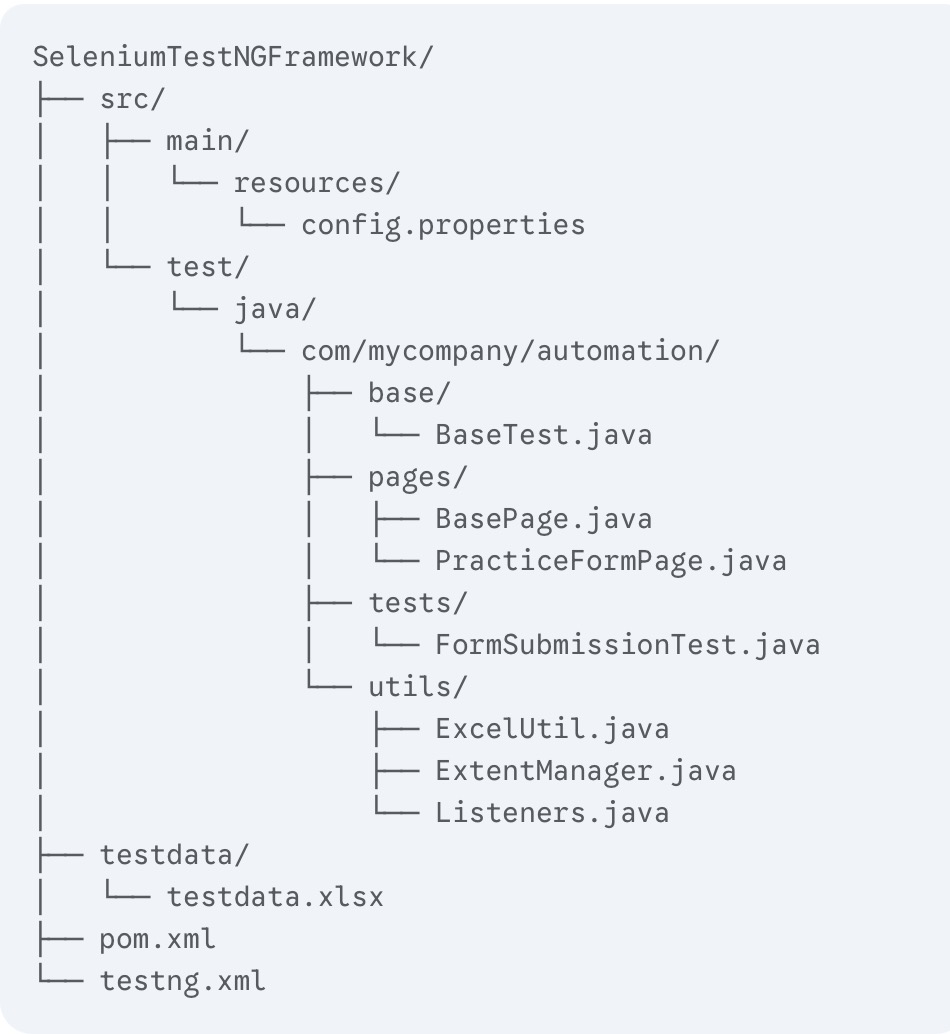 SeleniumTestNGFramework/
├── src/
│   ├── main/
│   │   └── resources/
│   │       └── config.properties
│   └── test/
│       └── java/
│           └── com/mycompany/automation/
│               ├── base/
│               │   └── BaseTest.java
│               ├── pages/
│               │   ├── BasePage.java
│               │   └── PracticeFormPage.java
│               ├── tests/
│               │   └── FormSubmissionTest.java
│               └── utils/
│                   ├── ExcelUtil.java
│                   ├── ExtentManager.java
│                   └── Listeners.java
├── testdata/
│   └── testdata.xlsx
├── pom.xml
└── testng.xml